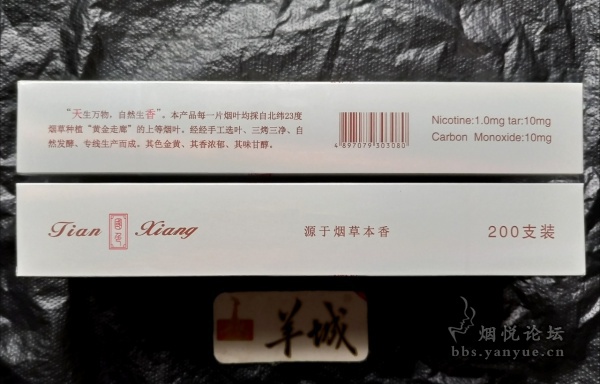 “天生万物，自然生香”。本产品每一片烟叶均採自北纬23度
烟草种植“黄金走廊”的上等烟叶。经经手工选叶、三烤三净、自
然发酵、专线生产而成。其色金黄、其香浓郁、其味甘醇。
4 897079 303080
Nicotine:1.0mg tar:10mg
Carbon Monoxide:10mg
Tian 國色 Xiang
源于烟草本香
200支装
羊城
烟悦论坛
bbs.yanyue.cn